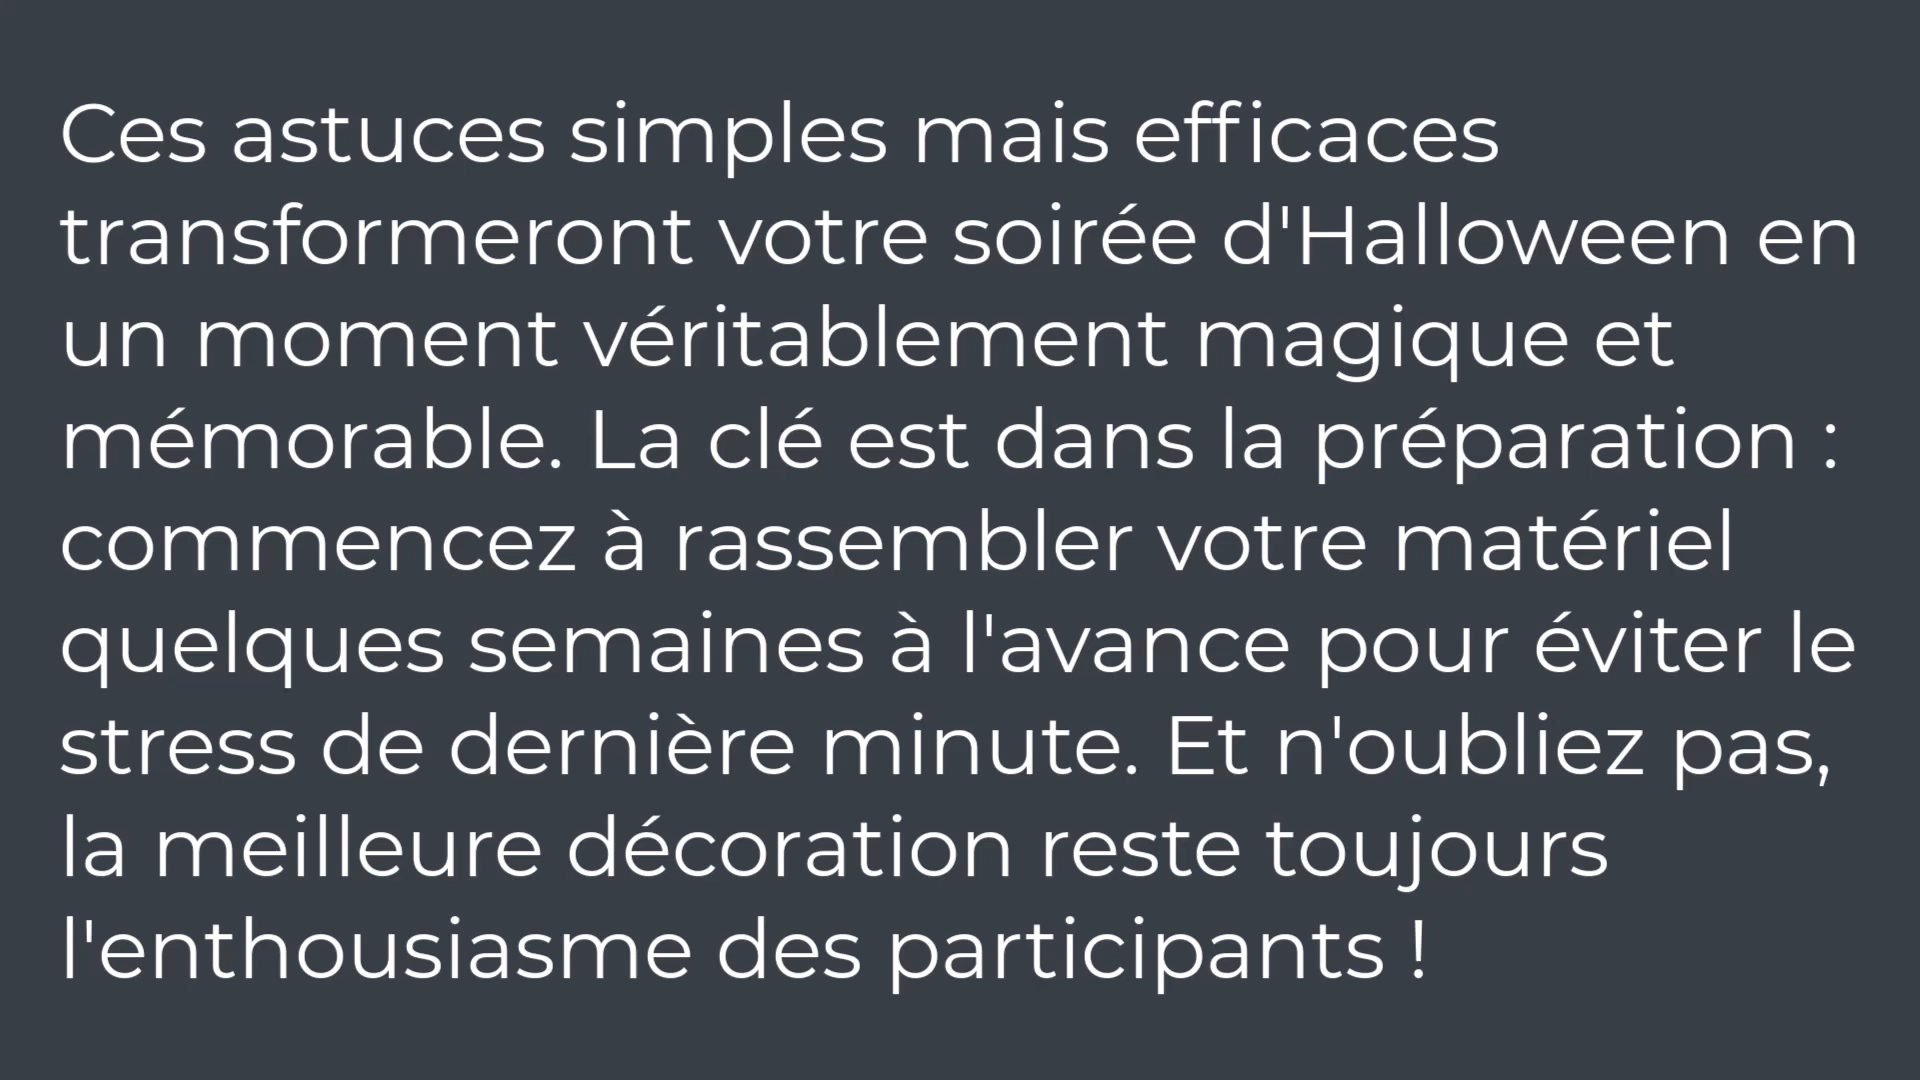 Ces astuces simples mais efficaces
transformeront votre soirée d'Halloween en
un moment véritablement magique et
mémorable. La clé est dans la préparation :
commencez à rassembler votre matériel
quelques semaines à l'avance pour éviter le
stress de dernière minute. Et n'oubliez pas,
la meilleure décoration reste toujours
l'enthousiasme des participants !